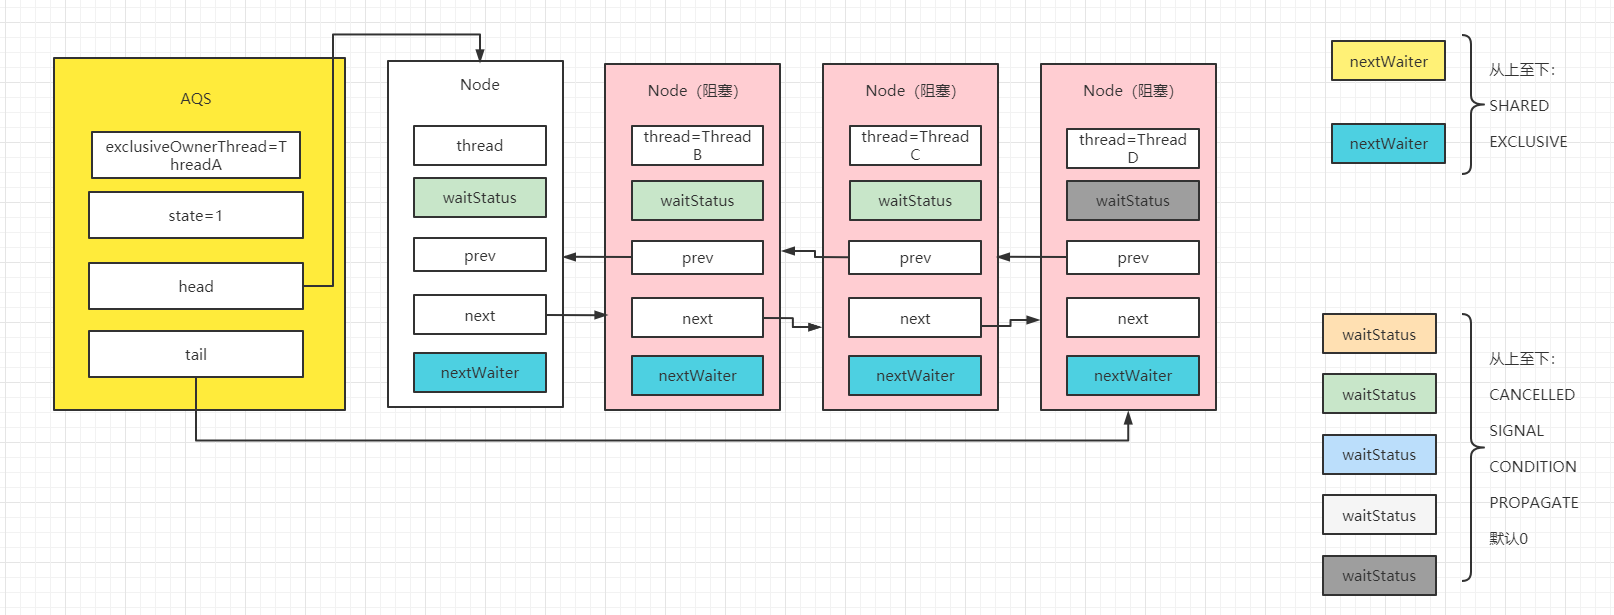 AQS
exclusiveOwnerThread=T
hreadA
state=1
head
tail
Node
thread
waitStatus
prev
next
nextWaiter
Node（阻塞）
thread=Thread
B
waitStatus
prev
next
nextWaiter
Node（阻塞）
thread=Thread
C
waitStatus
prev
next
nextWaiter
Node（阻塞）
thread=Thread
D
waitStatus
prev
next
nextWaiter
nextWaiter
nextWaiter
从上至下：
SHARED
EXCLUSIVE
waitStatus
waitStatus
waitStatus
waitStatus
waitStatus
从上至下：
CANCELLED
SIGNAL
CONDITION
PROPAGATE
默认0